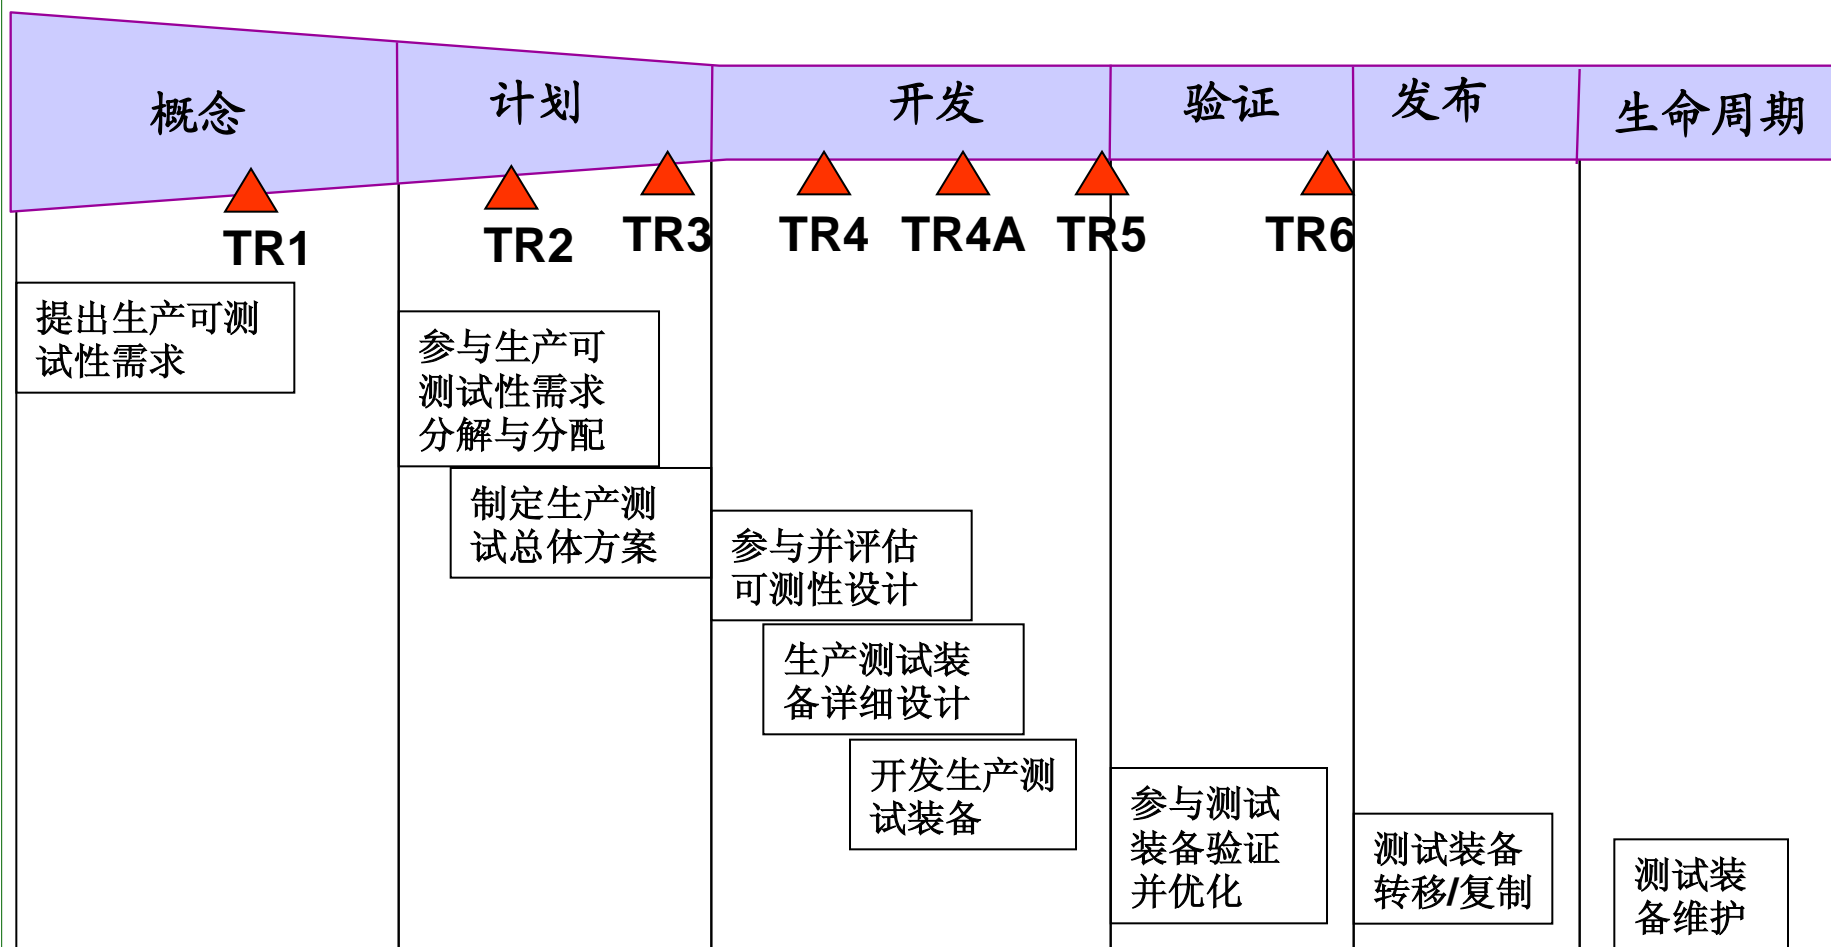 概念
计划
开发
验证
发布
生命周期
TR1
TR2
TR3
TR4
TR4A
TR5
TR6
提出生产可测
试性需求
参与生产可
测试性需求
分解与分配
制定生产测
试总体方案
参与并评估
可测性设计
生产测试装
备详细设计
开发生产测
试装备
参与测试
装备验证
并优化
测试装备
转移/复制
测试装
备维护